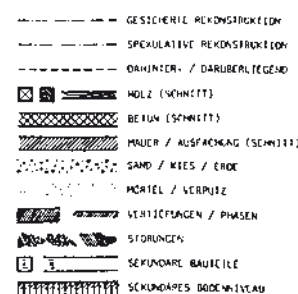 GESICHERTE REKONSTRUKTION
SPEKULATIVE REKONSTRUKTION
DAHINTER- / DARÜBERLIEGEND
HOLZ (SCHNITT)
BETON (SCHNITT)
MAUER / AUSFACHUNG (SCHNITT)
SAND / KIES / ERDE
MÖRTEL / VERPUTZ
VERTIEFUNGEN / PHASEN
STÖRUNGEN
SEKUNDÄRE BAUTEILE
SEKUNDÄRES BODENNIVEAU